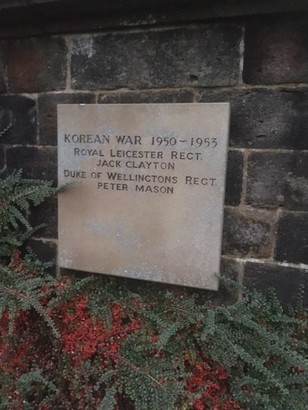 KOREAN WAR 1950-1953
ROYAL LEICESTER REGT.
JACK CLAYTON
DUKE OF WELLINGTONS REGT
PETER MASON